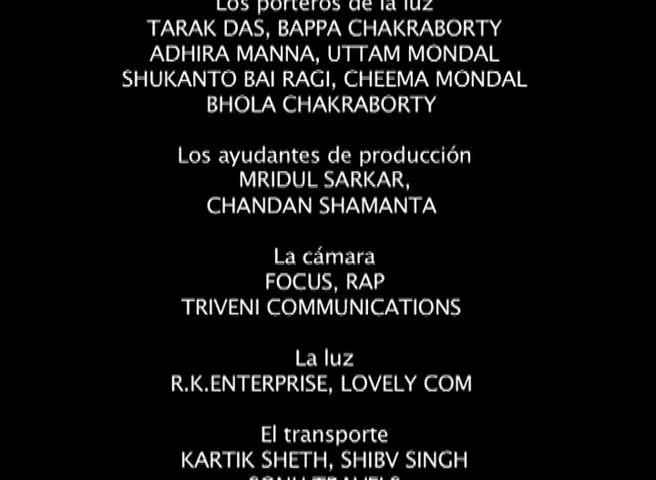 Los porteros de la luz
TARAK DAS, BAPPA CHAKRABORTY
ADHIRA MANNA, UTTAM MONDAL
SHUKANTO BAI RAGI, CHEEMA MONDAL
BHOLA CHAKRABORTY
Los ayudantes de producción
MRIDUL SARKAR,
CHANDAN SHAMANTA
La cámara
FOCUS, RAP
TRIVENI COMMUNICATIONS
La luz
R.K.ENTERPRISE, LOVELY COM
El transporte
KARTIK SHETH, SHIBV SINGH
SONU TRAVELS